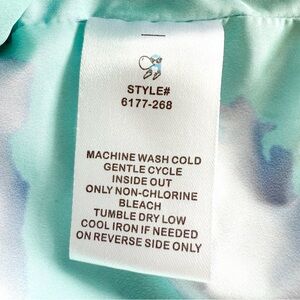 STYLE#
6177-268
MACHINE WASH COLD
GENTLE CYCLE
INSIDE OUT
ONLY NON-CHLORINE
BLEACH
TUMBLE DRY LOW
COOL IRON IF NEEDED
ON REVERSE SIDE ONLY